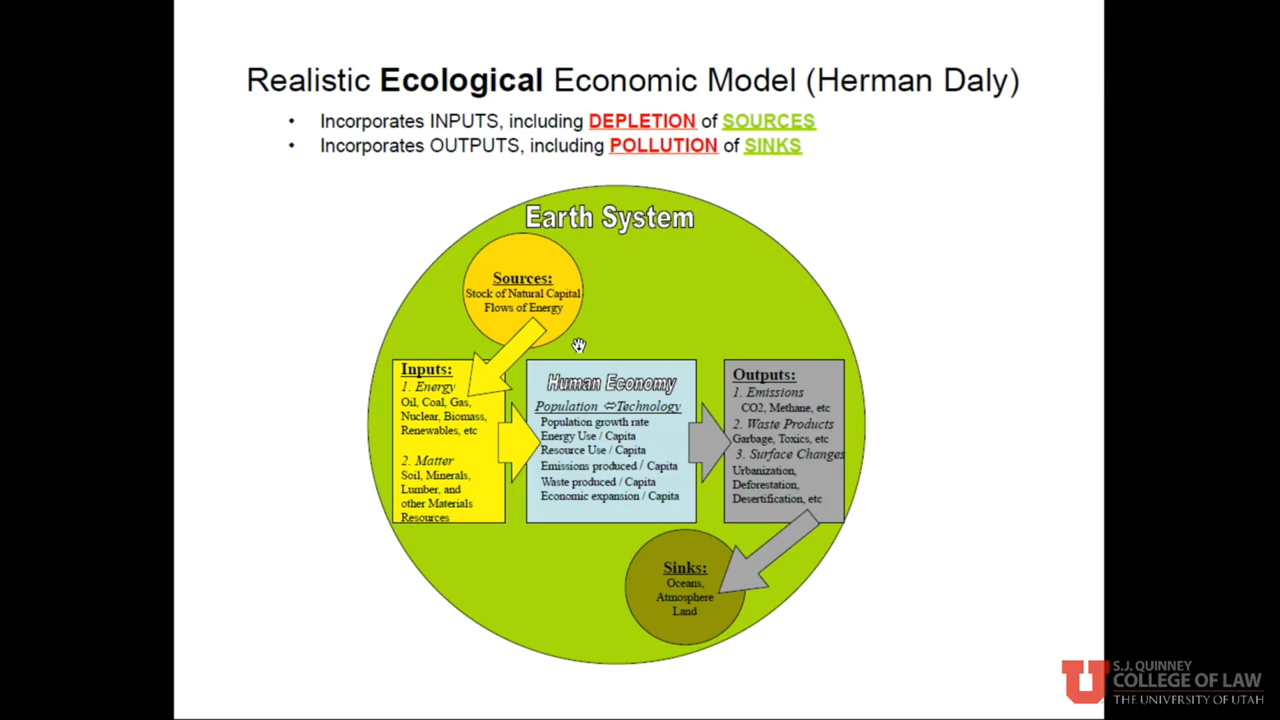 Realistic Ecological Economic Model (Herman Daly)
• Incorporates INPUTS, including DEPLETION of SOURCES
• Incorporates OUTPUTS, including POLLUTION of SINKS
Earth System
Sources:
Stock of Natural Capital
Flows of Energy
Inputs:
1. Energy
Oil, Coal, Gas,
Nuclear, Biomass,
Renewables, etc
2. Matter
Soil, Minerals,
Lumber, and
other Materials
Resources
Human Economy
Population ⇔Technology
Population growth rate
Energy Use / Capita
Resource Use / Capita
Emissions produced / Capita
Waste produced / Capita
Economic expansion / Capita
Outputs:
1. Emissions
CO2, Methane, etc
2. Waste Products
Garbage, Toxics, etc
3. Surface Changes
Urbanization,
Deforestation,
Desertification, etc
Sinks:
Oceans,
Atmosphere
Land
U
S.J. QUINNEY
COLLEGE OF LAW
THE UNIVERSITY OF UTAH